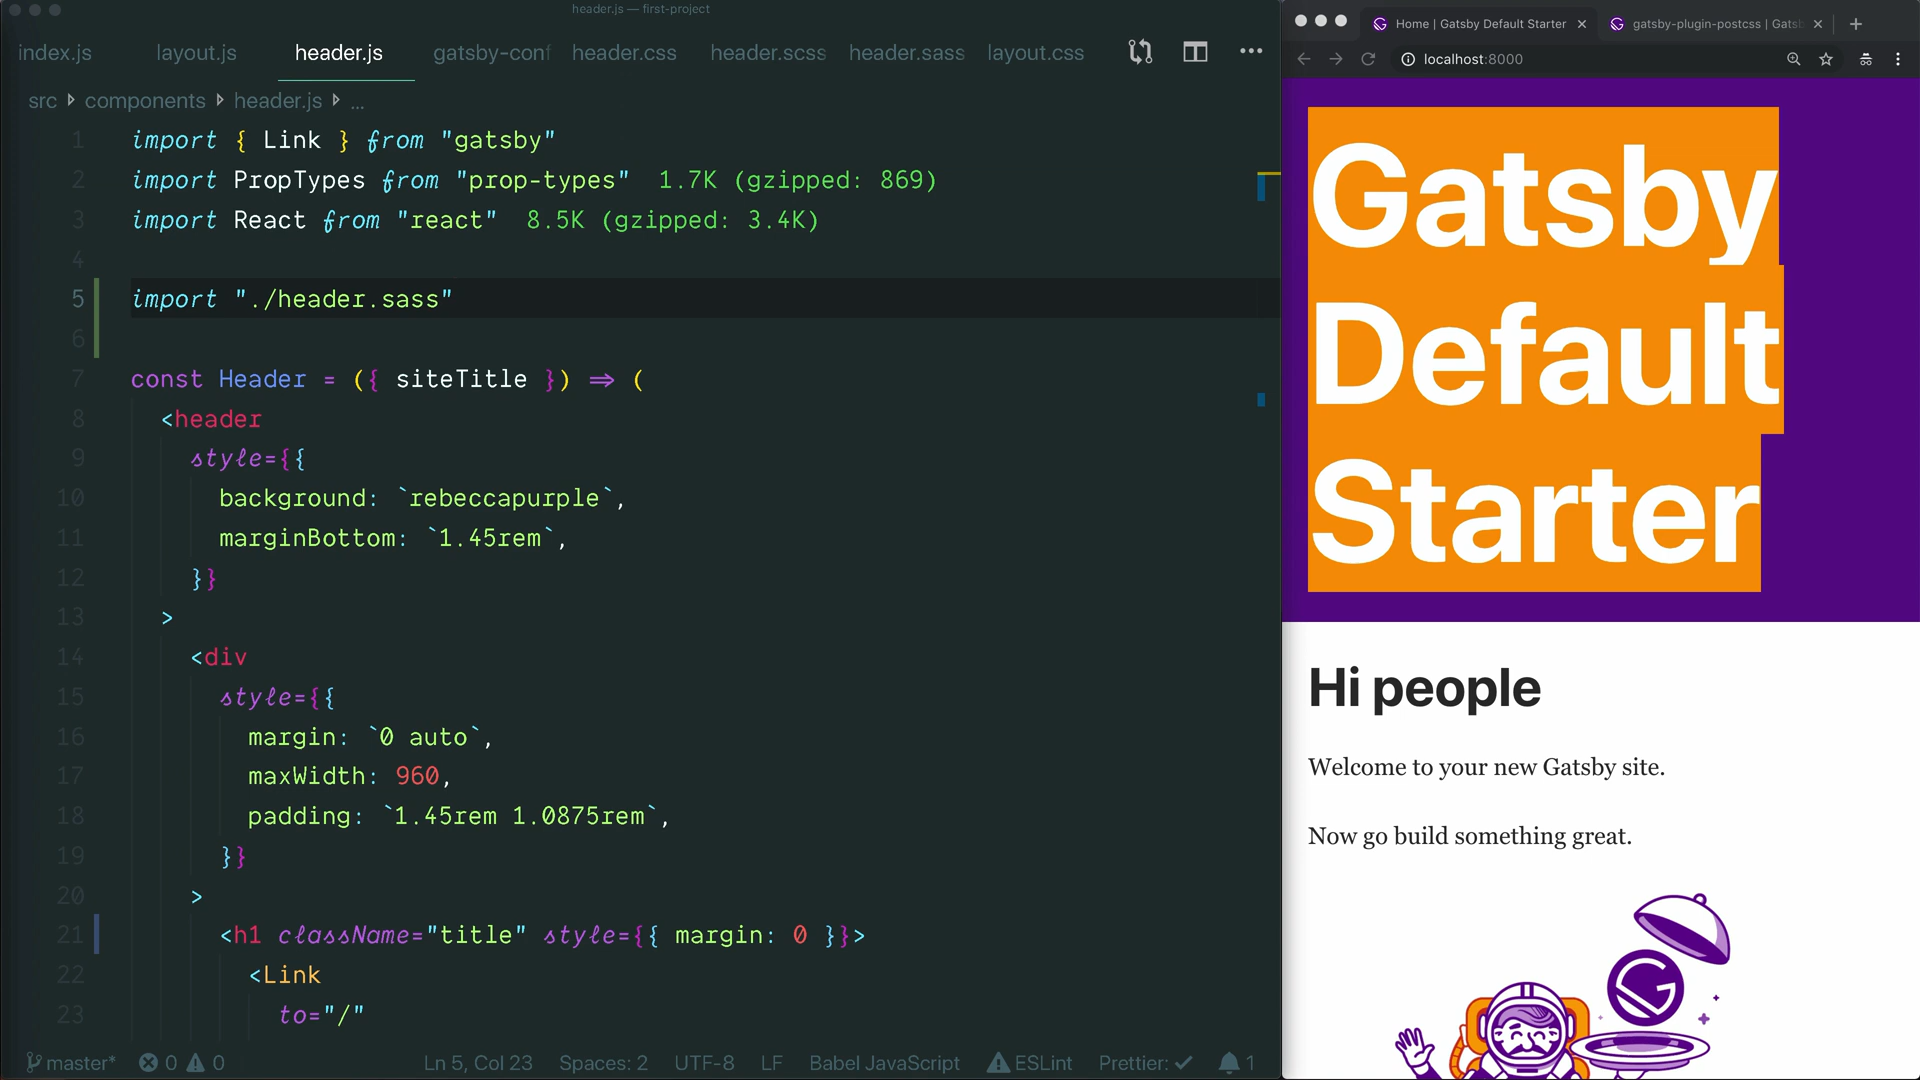 header.js — first-project
index.js layout.js header.js gatsby-conf header.css header.scss header.sass layout.css
src components header.js ...
1 import { Link } from "gatsby"
2 import PropTypes from "prop-types" 1.7K (gzipped: 869)
3 import React from "react" 8.5K (gzipped: 3.4K)
4
5 import "./header.sass"
6
7 const Header = ({ siteTitle }) => (
8 <header
9 style={{
10 background: `rebeccapurple`,
11 marginBottom: `1.45rem`,
12 }}
13 >
14 <div
15 style={{
16 margin: `0 auto`,
17 maxWidth: 960,
18 padding: `1.45rem 1.0875rem`,
19 }}
20 >
21 <h1 className="title" style={{ margin: 0 }}>
22 <Link
23 to="/"
master* 0 0 Ln 5, Col 23 Spaces: 2 UTF-8 LF Babel JavaScript ESLint Prettier: 1
Home | Gatsby Default Starter gatsby-plugin-postcss | Gats
localhost:8000
Gatsby
Default
Starter
Hi people
Welcome to your new Gatsby site.
Now go build something great.